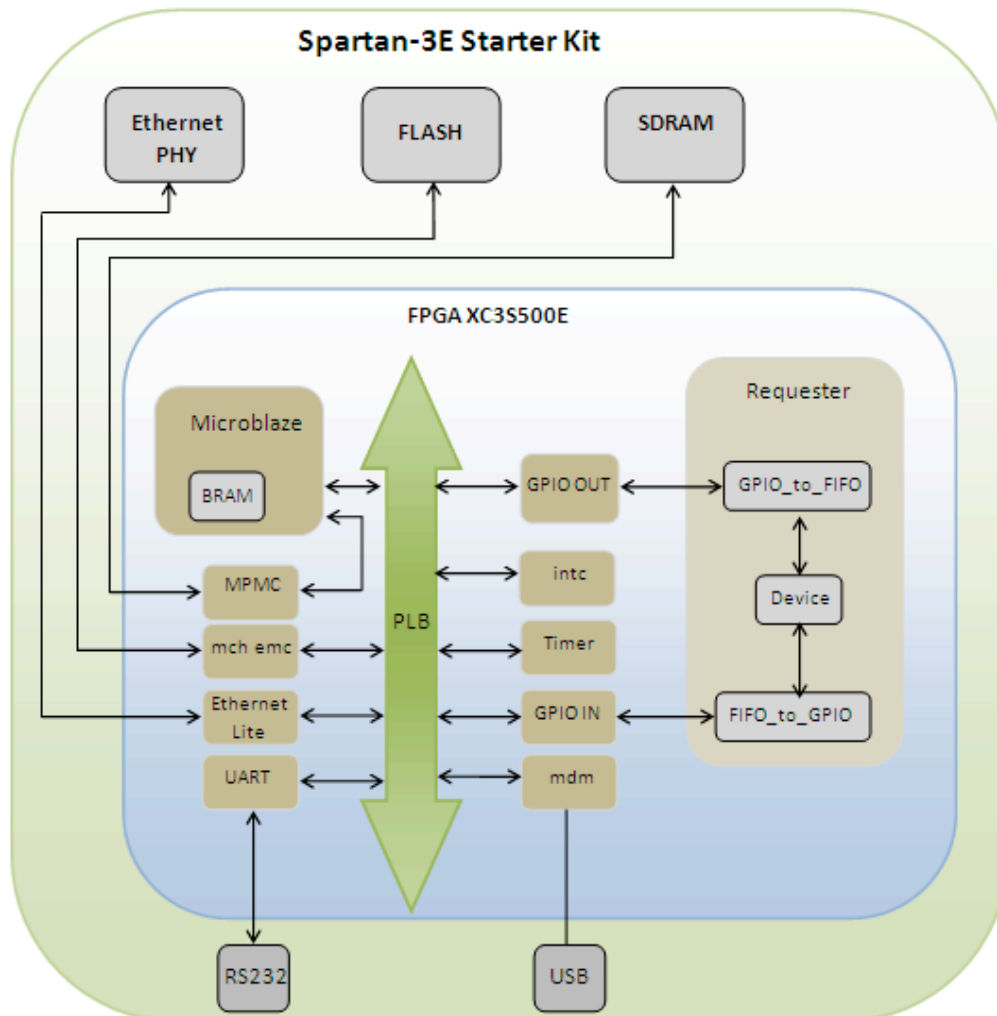 Spartan-3E Starter Kit
Ethernet
PHY
FLASH
SDRAM
FPGA XC3S500E
Microblaze
BRAM
MPMC
mch emc
Ethernet
Lite
UART
PLB
GPIO OUT
intc
Timer
GPIO IN
mdm
Requester
GPIO_to_FIFO
Device
FIFO_to_GPIO
RS232
USB